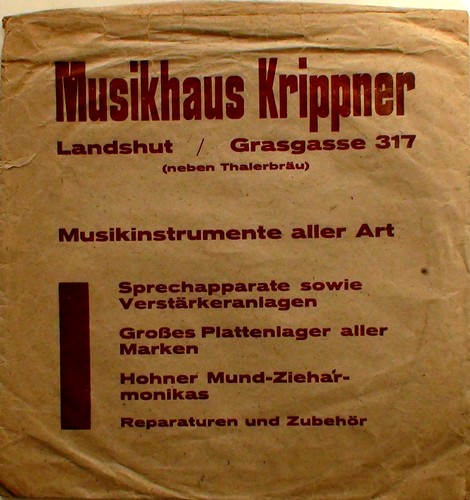 Musikhaus Krippner
Landshut / Grasgasse 317
(neben Thalerbräu)
Musikinstrumente aller Art
Sprechapparate sowie
Verstärkeranlagen
Großes Plattenlager aller
Marken
Hohner Mund-Ziehar-
monikas
Reparaturen und Zubehör